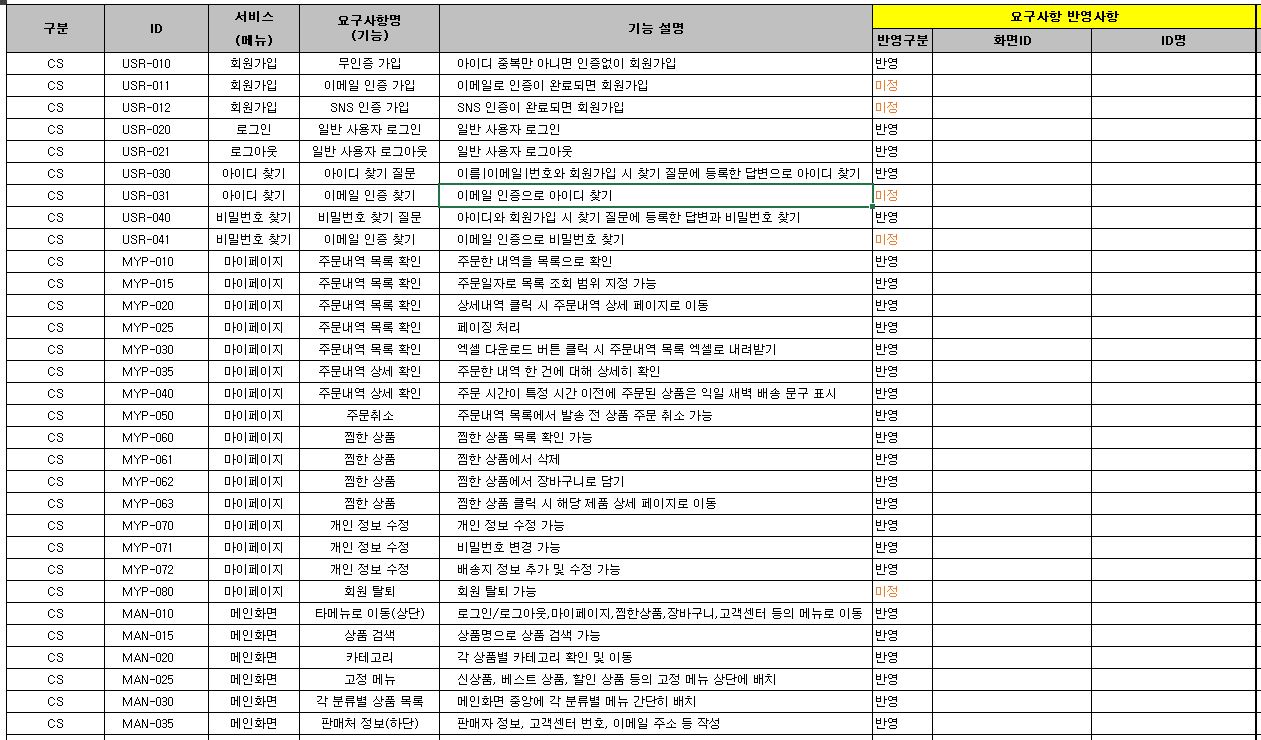 구분 ID 서비스 (메뉴) 요구사항명 (기능) 기능 설명 요구사항 반영사항
반영구분 화면ID ID명
CS USR-010 회원가입 무인증 가입 아이디 중복만 아니면 인증없이 회원가입 반영
CS USR-011 회원가입 이메일 인증 가입 이메일로 인증이 완료되면 회원가입 미정
CS USR-012 회원가입 SNS 인증 가입 SNS 인증이 완료되면 회원가입 미정
CS USR-020 로그인 일반 사용자 로그인 일반 사용자 로그인 반영
CS USR-021 로그아웃 일반 사용자 로그아웃 일반 사용자 로그아웃 반영
CS USR-030 아이디 찾기 아이디 찾기 질문 이름|이메일|번호와 회원가입 시 찾기 질문에 등록한 답변으로 아이디 찾기 반영
CS USR-031 아이디 찾기 이메일 인증 찾기 이메일 인증으로 아이디 찾기 미정
CS USR-040 비밀번호 찾기 비밀번호 찾기 질문 아이디와 회원가입 시 찾기 질문에 등록한 답변과 비밀번호 찾기 반영
CS USR-041 비밀번호 찾기 이메일 인증 찾기 이메일 인증으로 비밀번호 찾기 미정
CS MYP-010 마이페이지 주문내역 목록 확인 주문한 내역을 목록으로 확인 반영
CS MYP-015 마이페이지 주문내역 목록 확인 주문일자로 목록 조회 범위 지정 가능 반영
CS MYP-020 마이페이지 주문내역 목록 확인 상세내역 클릭 시 주문내역 상세 페이지로 이동 반영
CS MYP-025 마이페이지 주문내역 목록 확인 페이징 처리 반영
CS MYP-030 마이페이지 주문내역 목록 확인 엑셀 다운로드 버튼 클릭 시 주문내역 목록 엑셀로 내려받기 반영
CS MYP-035 마이페이지 주문내역 상세 확인 주문한 내역 한 건에 대해 상세히 확인 반영
CS MYP-040 마이페이지 주문내역 상세 확인 주문 시간이 특정 시간 이전에 주문된 상품은 익일 새벽 배송 문구 표시 반영
CS MYP-050 마이페이지 주문취소 주문내역 목록에서 발송 전 상품 주문 취소 가능 반영
CS MYP-060 마이페이지 찜한 상품 찜한 상품 목록 확인 가능 반영
CS MYP-061 마이페이지 찜한 상품 찜한 상품에서 삭제 반영
CS MYP-062 마이페이지 찜한 상품 찜한 상품에서 장바구니로 담기 반영
CS MYP-063 마이페이지 찜한 상품 찜한 상품 클릭 시 해당 제품 상세 페이지로 이동 반영
CS MYP-070 마이페이지 개인 정보 수정 개인 정보 수정 가능 반영
CS MYP-071 마이페이지 개인 정보 수정 비밀번호 변경 가능 반영
CS MYP-072 마이페이지 개인 정보 수정 배송지 정보 추가 및 수정 가능 반영
CS MYP-080 마이페이지 회원 탈퇴 회원 탈퇴 가능 미정
CS MAN-010 메인화면 타메뉴로 이동(상단) 로그인/로그아웃,마이페이지,찜한상품,장바구니,고객센터 등의 메뉴로 이동 반영
CS MAN-015 메인화면 상품 검색 상품명으로 상품 검색 가능 반영
CS MAN-020 메인화면 카테고리 각 상품별 카테고리 확인 및 이동 반영
CS MAN-025 메인화면 고정 메뉴 신상품, 베스트 상품, 할인 상품 등의 고정 메뉴 상단에 배치 반영
CS MAN-030 메인화면 각 분류별 상품 목록 메인화면 중앙에 각 분류별 메뉴 간단히 배치 반영
CS MAN-035 메인화면 판매처 정보(하단) 판매자 정보, 고객센터 번호, 이메일 주소 등 작성 반영